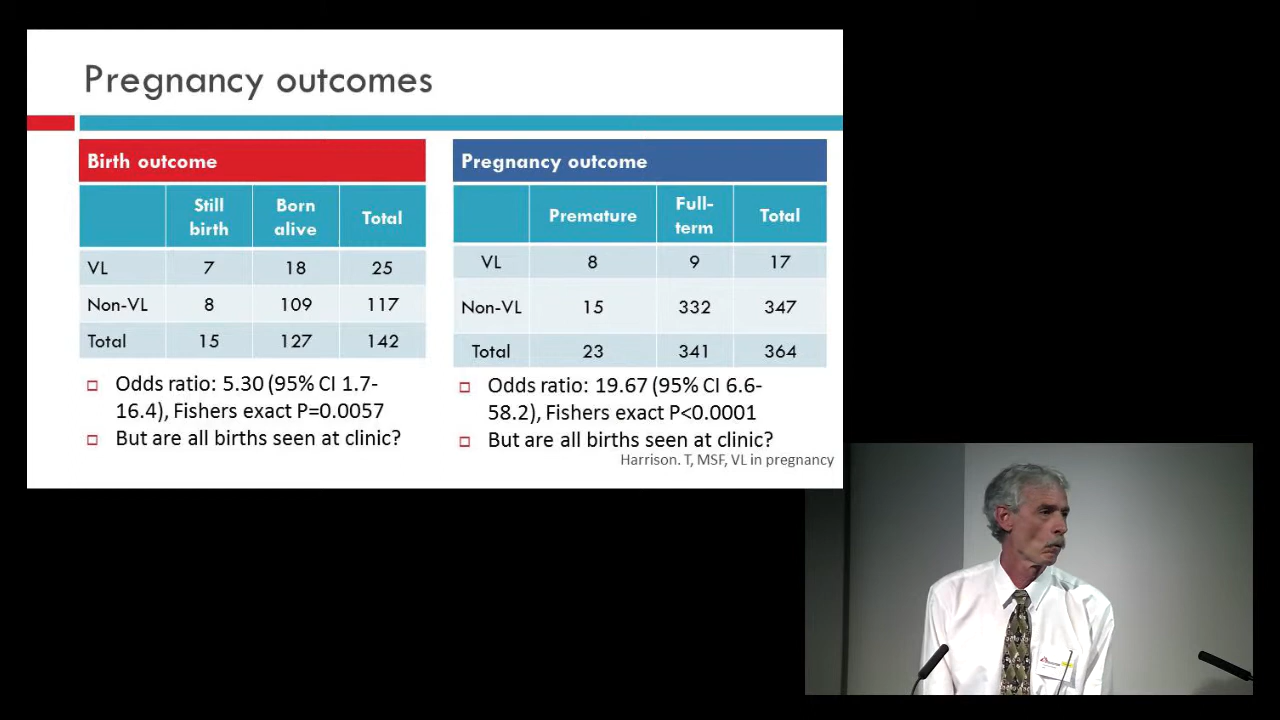 Pregnancy outcomes
Birth outcome
Still birth Born alive Total
VL 7 18 25
Non-VL 8 109 117
Total 15 127 142
Odds ratio: 5.30 (95% CI 1.7-
16.4), Fishers exact P=0.0057
But are all births seen at clinic?
Pregnancy outcome
Premature Full-term Total
VL 8 9 17
Non-VL 15 332 347
Total 23 341 364
Odds ratio: 19.67 (95% CI 6.6-
58.2), Fishers exact P<0.0001
But are all births seen at clinic?
Harrison. T, MSF, VL in pregnancy